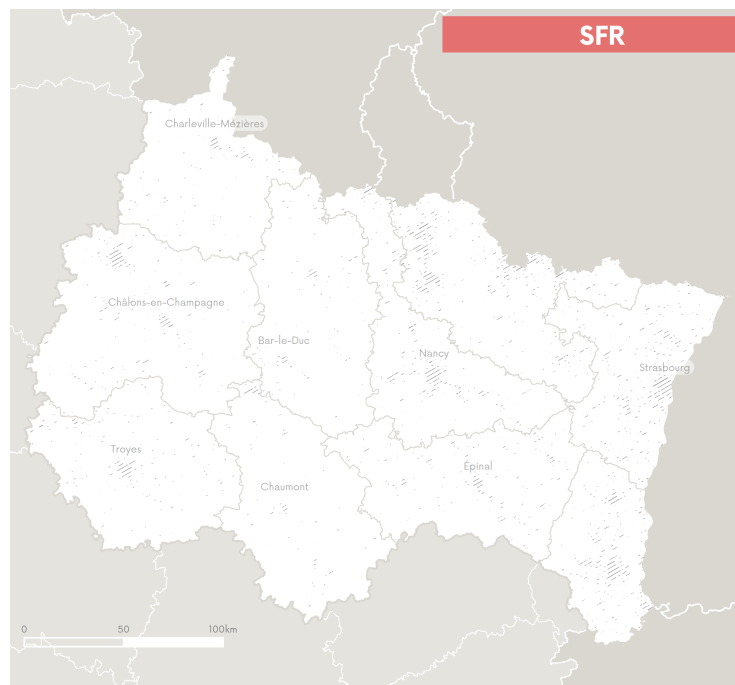 SFR
Charleville-Mézières
Châlons-en-Champagne
Bar-le-Duc
Nancy
Strasbourg
Troyes
Épinal
Chaumont
0 50 100km